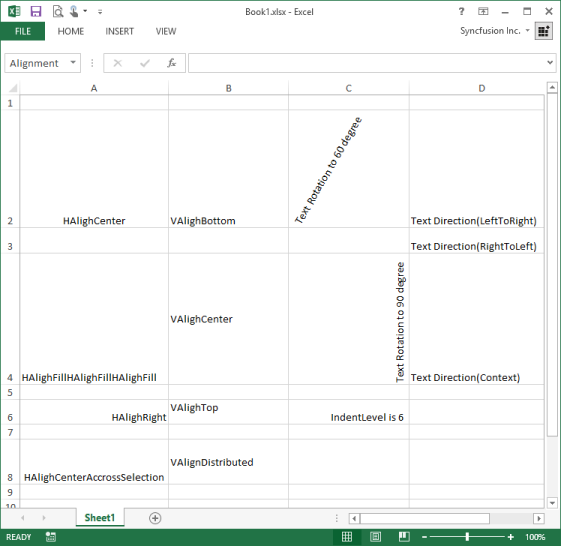 Book1.xlsx - Excel
?
FILE
HOME
INSERT
VIEW
Syncfusion Inc.
Alignment
fx
A
B
C
D
1
2
HAlighCenter
VAlighBottom
Text Rotation to 60 degree
Text Direction(LeftToRight)
3
Text Direction(RightToLeft)
4
HAlighFillHAlighFillHAlighFill
VAlighCenter
Text Rotation to 90 degree
Text Direction(Context)
5
6
HAlighRight
VAlighTop
IndentLevel is 6
7
8
HAlighCenterAccrossSelection
VAlignDistributed
9
10
Sheet1
READY
100%